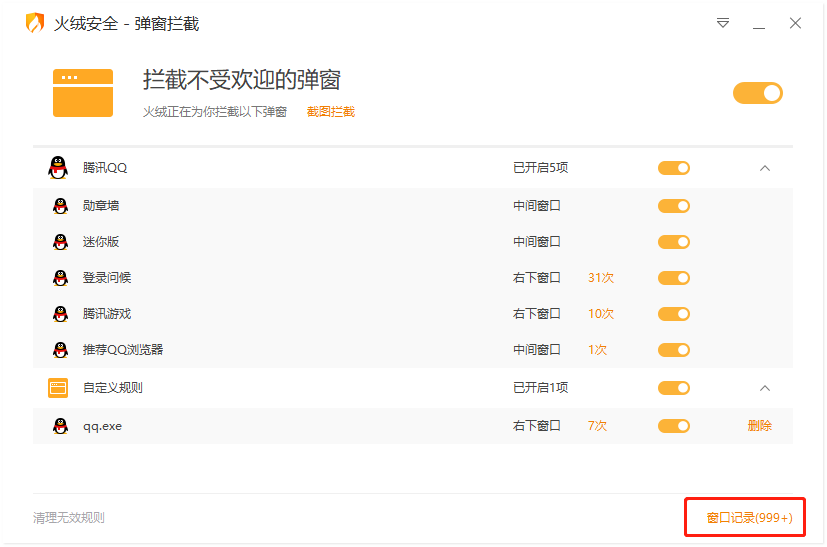 火绒安全 - 弹窗拦截
拦截不受欢迎的弹窗
火绒正在为你拦截以下弹窗 截图拦截
腾讯QQ 已开启5项
勋章墙 中间窗口
迷你版 中间窗口
登录问候 右下窗口 31次
腾讯游戏 右下窗口 10次
推荐QQ浏览器 中间窗口 1次
自定义规则 已开启1项
qq.exe 右下窗口 7次 删除
清理无效规则 窗口记录(999+)